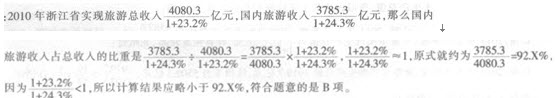 :2010 年浙江省实现旅游总收入 4080.3/1+23.2% 亿元,国内旅游收入 3785.3/1+24.3% 亿元,那么国内
旅游收入占总收入的比重是 3785.3/1+24.3% ÷ 4080.3/1+23.2% = 3785.3/4080.3 × 1+23.2%/1+24.3%, 1+23.2%/1+24.3% ≈1,原式就约为 3785.3/4080.3 =92.X%,
因为 1+23.2%/1+24.3% <1,所以计算结果应略小于 92.X%,符合题意的是 B 项。